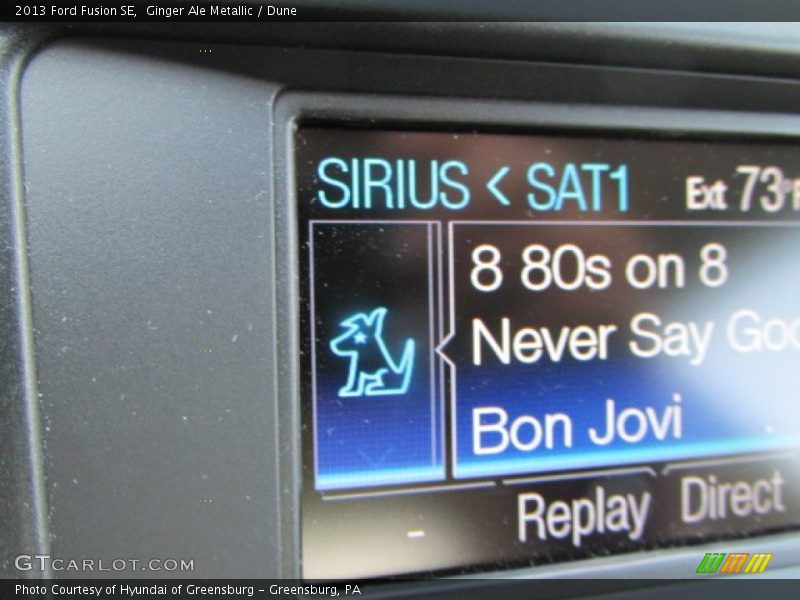 2013 Ford Fusion SE,  Ginger Ale Metallic / Dune
SIRIUS < SAT1
Ext 73°F
8 80s on 8
Never Say Goo
Bon Jovi
- Replay Direct
GTCARLOT.COM
Photo Courtesy of Hyundai of Greensburg – Greensburg, PA